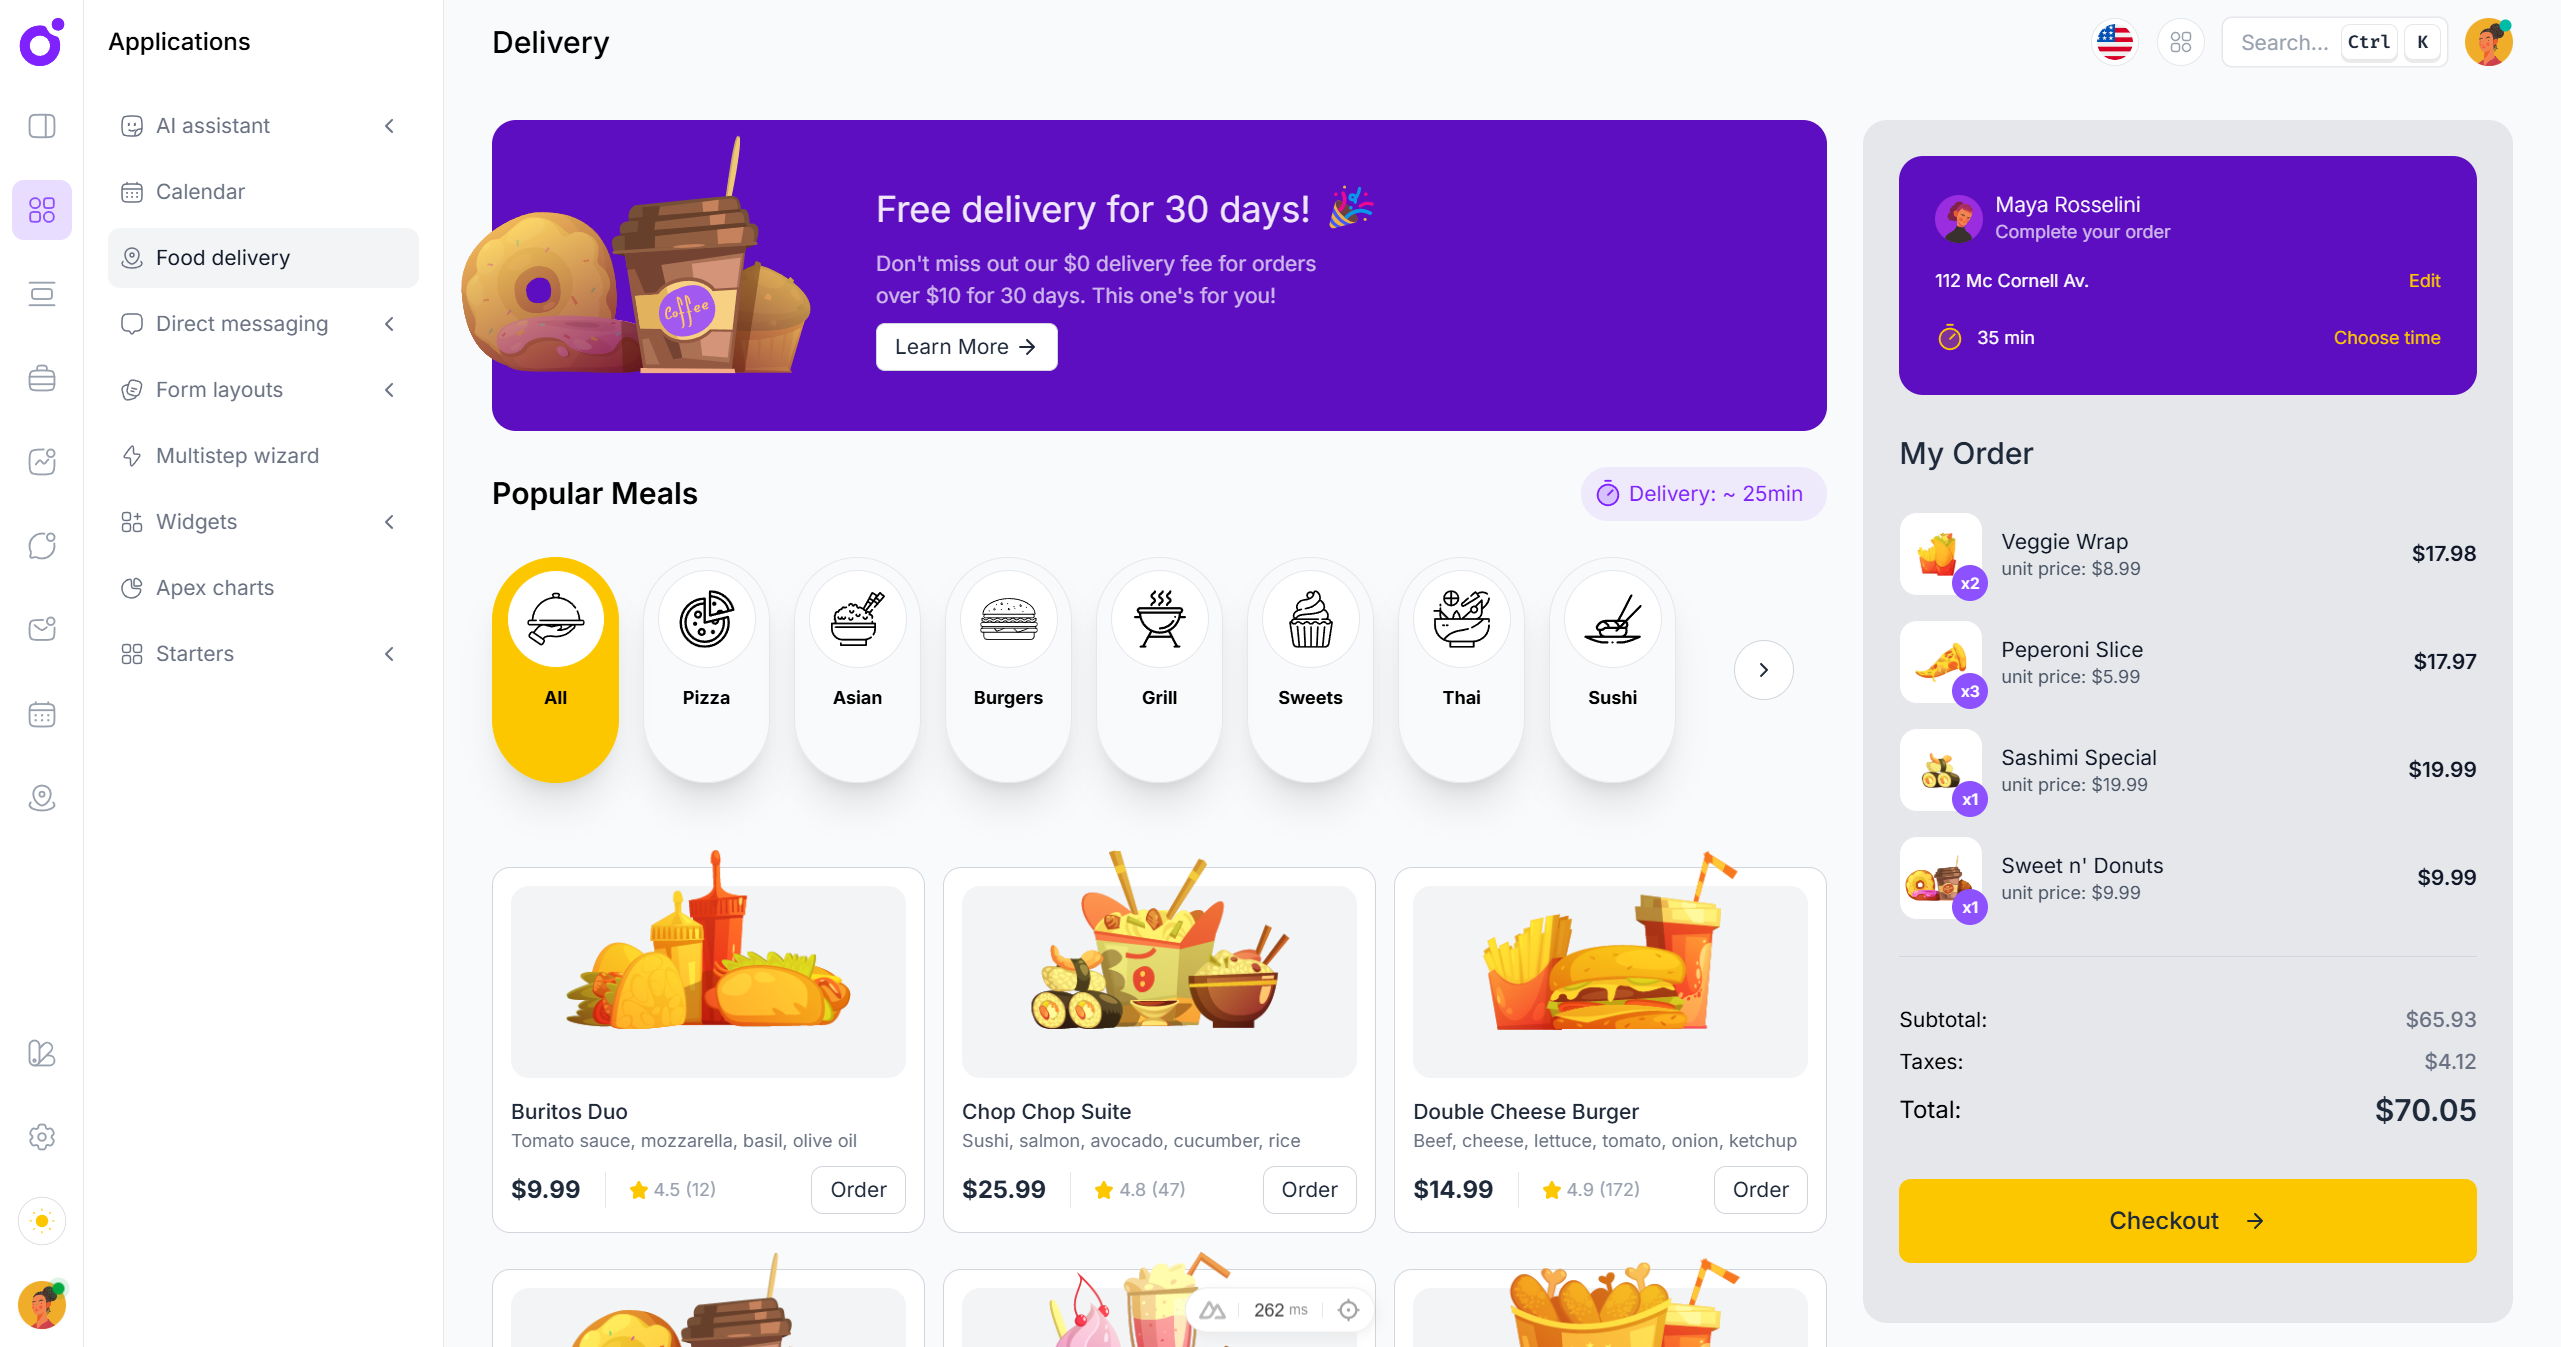 Applications
AI assistant
Calendar
Food delivery
Direct messaging
Form layouts
Multistep wizard
Widgets
Apex charts
Starters
Delivery
Search...
Ctrl
K
Free delivery for 30 days! 🎉
Don't miss out our $0 delivery fee for orders
over $10 for 30 days. This one's for you!
Learn More
Coffee
Popular Meals
Delivery: ~ 25min
All
Pizza
Asian
Burgers
Grill
Sweets
Thai
Sushi
Buritos Duo
Tomato sauce, mozzarella, basil, olive oil
$9.99
4.5 (12)
Order
Chop Chop Suite
Sushi, salmon, avocado, cucumber, rice
$25.99
4.8 (47)
Order
Double Cheese Burger
Beef, cheese, lettuce, tomato, onion, ketchup
$14.99
4.9 (172)
Order
262 ms
Maya Rosselini
Complete your order
112 Mc Cornell Av.
Edit
35 min
Choose time
My Order
Veggie Wrap
unit price: $8.99
x2
$17.98
Peperoni Slice
unit price: $5.99
x3
$17.97
Sashimi Special
unit price: $19.99
x1
$19.99
Sweet n' Donuts
unit price: $9.99
x1
$9.99
Subtotal:
$65.93
Taxes:
$4.12
Total:
$70.05
Checkout